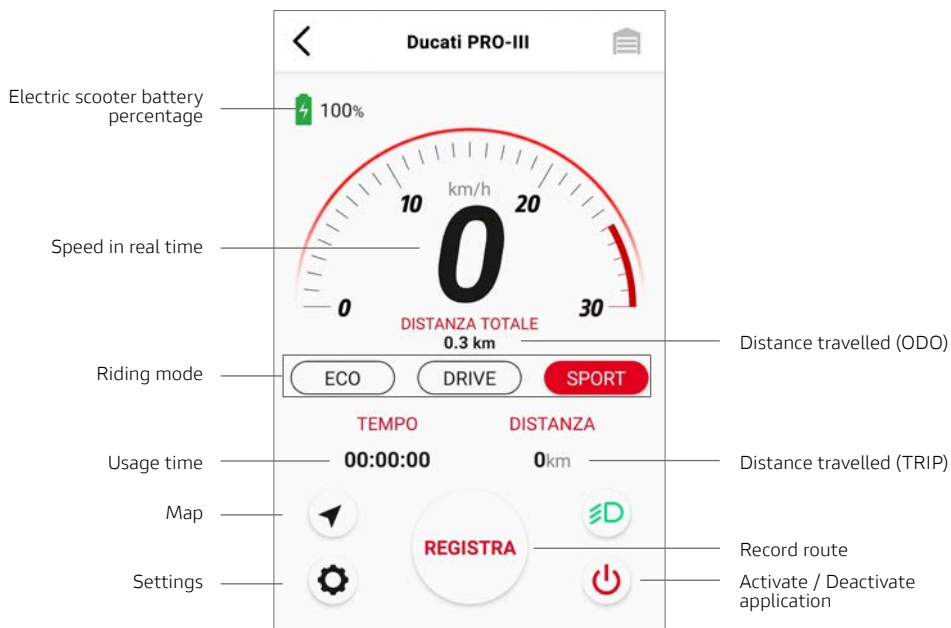 Ducati PRO-III
Electric scooter battery
percentage
100%
km/h
10
20
Speed in real time
0
0
30
DISTANZA TOTALE
0.3 km
Distance travelled (ODO)
Riding mode
ECO
DRIVE
SPORT
TEMPO
DISTANZA
Usage time
00:00:00
0km
Distance travelled (TRIP)
Map
REGISTRA
Record route
Settings
Activate / Deactivate
application